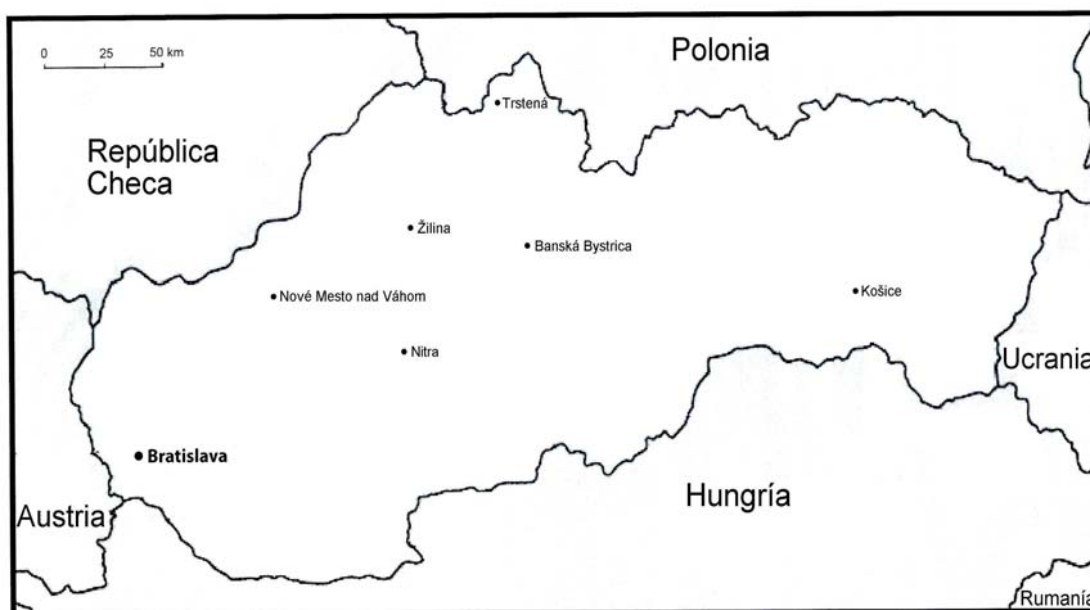 0 25 50 km
Polonia
Trstená
República
Checa
Žilina
Banská Bystrica
Nové Mesto nad Váhom
Košice
Nitra
Ucrania
Bratislava
Hungría
Austria
Rumanía